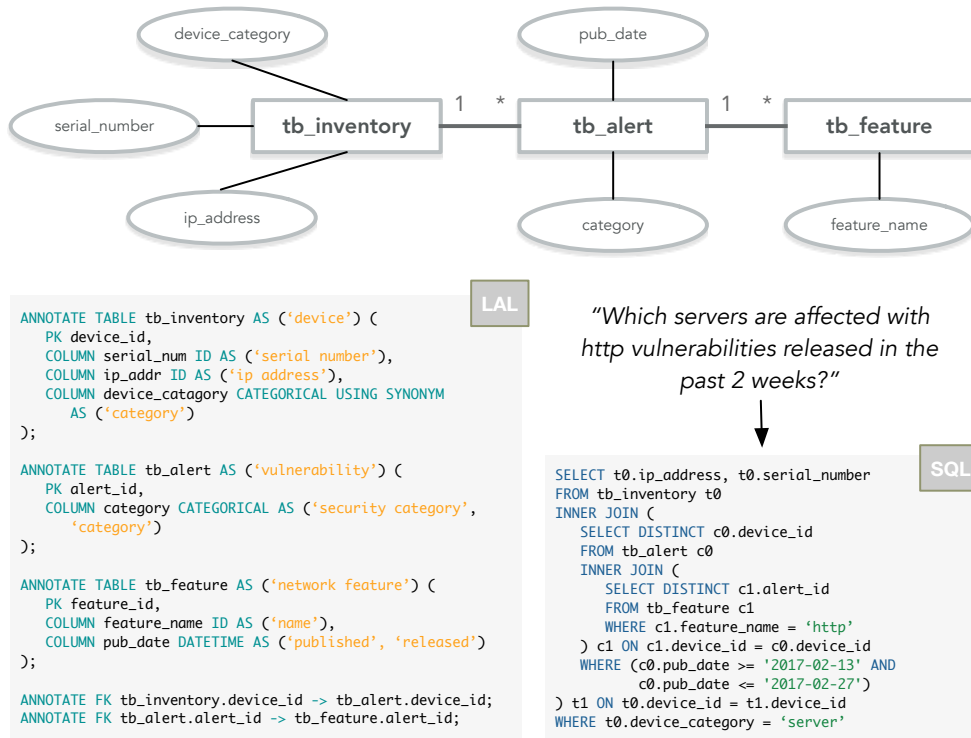 device_category
pub_date
serial_number
tb_inventory
1
*
tb_alert
1
*
tb_feature
ip_address
category
feature_name
LAL
ANNOTATE TABLE tb_inventory AS (‘device’) (
PK device_id,
COLUMN serial_num ID AS (‘serial number’),
COLUMN ip_addr ID AS (‘ip address’),
COLUMN device_catagory CATEGORICAL USING SYNONYM
AS (‘category’)
);
ANNOTATE TABLE tb_alert AS (‘vulnerability’) (
PK alert_id,
COLUMN category CATEGORICAL AS (‘security category’,
‘category’)
);
ANNOTATE TABLE tb_feature AS (‘network feature’) (
PK feature_id,
COLUMN feature_name ID AS (‘name’),
COLUMN pub_date DATETIME AS (‘published’, ‘released’)
);
ANNOTATE FK tb_inventory.device_id -> tb_alert.device_id;
ANNOTATE FK tb_alert.alert_id -> tb_feature.alert_id;
“Which servers are affected with
http vulnerabilities released in the
past 2 weeks?”
SQL
SELECT t0.ip_address, t0.serial_number
FROM tb_inventory t0
INNER JOIN (
SELECT DISTINCT c0.device_id
FROM tb_alert c0
INNER JOIN (
SELECT DISTINCT c1.alert_id
FROM tb_feature c1
WHERE c1.feature_name = ‘http’
) c1 ON c1.device_id = c0.device_id
WHERE (c0.pub_date >= '2017-02-13' AND
c0.pub_date <= '2017-02-27')
) t1 ON t0.device_id = t1.device_id
WHERE t0.device_category = ‘server’